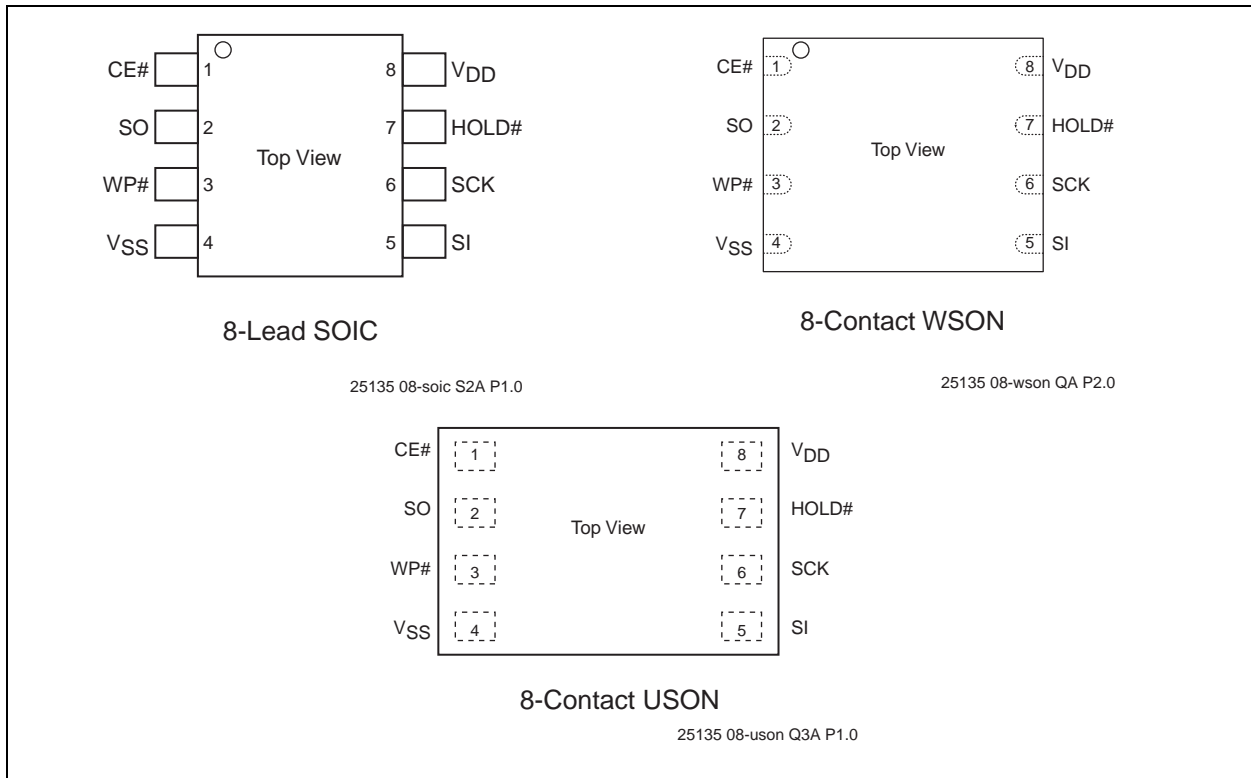 CE# 1 8 VDD
SO 2 7 HOLD#
Top View
WP# 3 6 SCK
VSS 4 5 SI
8-Lead SOIC
25135 08-soic S2A P1.0
CE# 1 8 VDD
SO 2 7 HOLD#
Top View
WP# 3 6 SCK
VSS 4 5 SI
8-Contact WSON
25135 08-wson QA P2.0
CE# 1 8 VDD
SO 2 7 HOLD#
Top View
WP# 3 6 SCK
VSS 4 5 SI
8-Contact USON
25135 08-uson Q3A P1.0